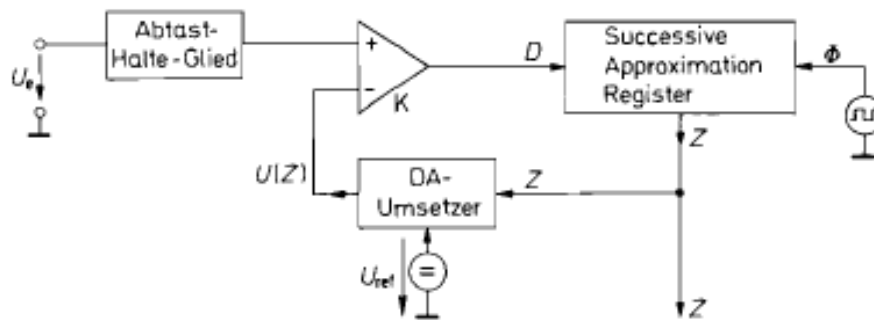 Abtast-
Halte-Glied
Ue
+
-
K
D
Successive
Approximation
Register
Φ
Z
U(Z)
DA-
Umsetzer
Z
Uref
=
Z